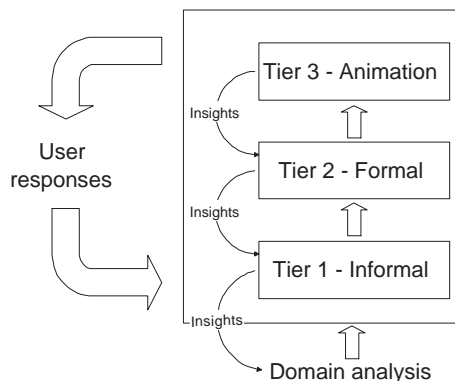 Tier 3 - Animation
Insights
User
responses
Tier 2 - Formal
Insights
Tier 1 - Informal
Insights
Domain analysis